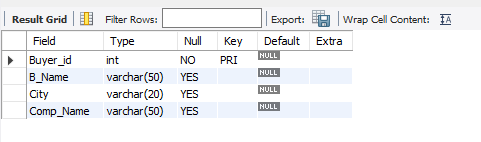 Result Grid Filter Rows: Export: Wrap Cell Content: IA
Field Type Null Key Default Extra
Buyer_id int NO PRI NULL
B_Name varchar(50) YES NULL
City varchar(20) YES NULL
Comp_Name varchar(50) YES NULL